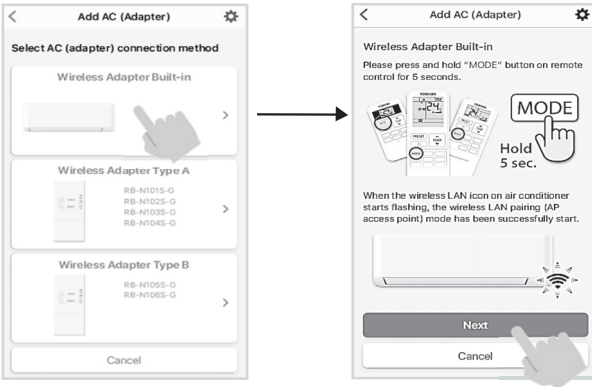 Add AC (Adapter)
Select AC (adapter) connection method
Wireless Adapter Built-in
Wireless Adapter Type A
RB-N101S-G
RB-N102S-G
RB-N103S-G
RB-N104S-G
Wireless Adapter Type B
RB-N105S-G
RB-N106S-G
Cancel
Add AC (Adapter)
Wireless Adapter Built-in
Please press and hold "MODE" button on remote
control for 5 seconds.
MODE
Hold
5 sec.
When the wireless LAN icon on air conditioner
starts flashing, the wireless LAN pairing (AP
access point) mode has been successfully start.
Next
Cancel